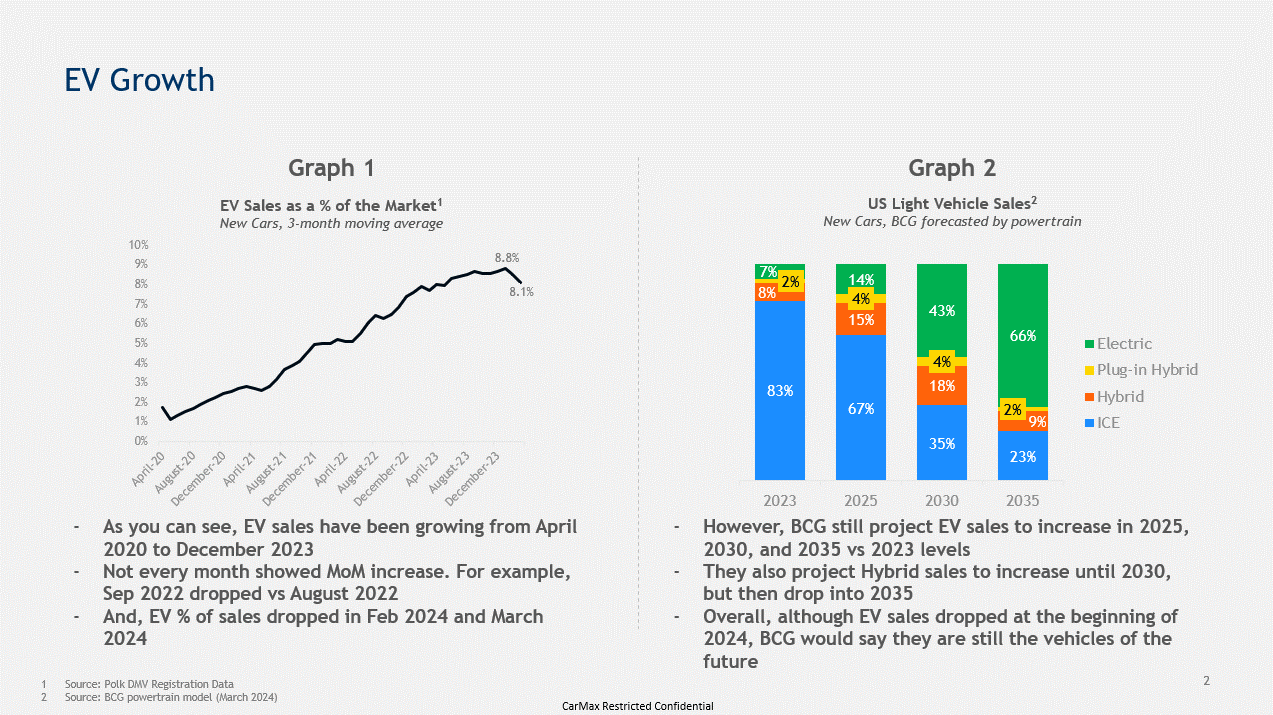 EV Growth
Graph 1
EV Sales as a % of the Market1
New Cars, 3-month moving average
10%
9%
8%
7%
6%
5%
4%
3%
2%
1%
0%
8.8%
8.1%
April-20
August-20
December-20
April-21
August-21
December-21
April-22
August-22
December-22
April-23
August-23
December-23
- As you can see, EV sales have been growing from April
2020 to December 2023
- Not every month showed MoM increase. For example,
Sep 2022 dropped vs August 2022
- And, EV % of sales dropped in Feb 2024 and March
2024
Graph 2
US Light Vehicle Sales2
New Cars, BCG forecasted by powertrain
7%
2%
8%
83%
14%
4%
15%
67%
43%
4%
18%
35%
66%
2%
9%
23%
2023
2025
2030
2035
Electric
Plug-in Hybrid
Hybrid
ICE
- However, BCG still project EV sales to increase in 2025,
2030, and 2035 vs 2023 levels
- They also project Hybrid sales to increase until 2030,
but then drop into 2035
- Overall, although EV sales dropped at the beginning of
2024, BCG would say they are still the vehicles of the
future
1 Source: Polk DMV Registration Data
2 Source: BCG powertrain model (March 2024)
CarMax Restricted Confidential
2